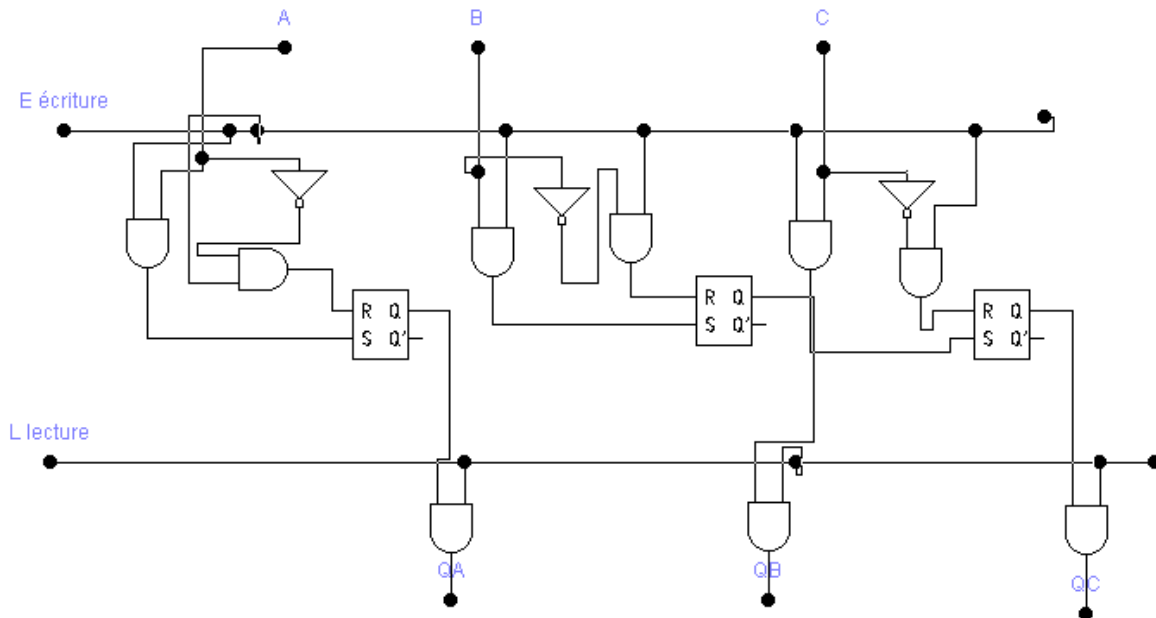 A B C
E écriture
R Q
S Q'
R Q
S Q'
R Q
S Q'
L lecture
QA QB QC